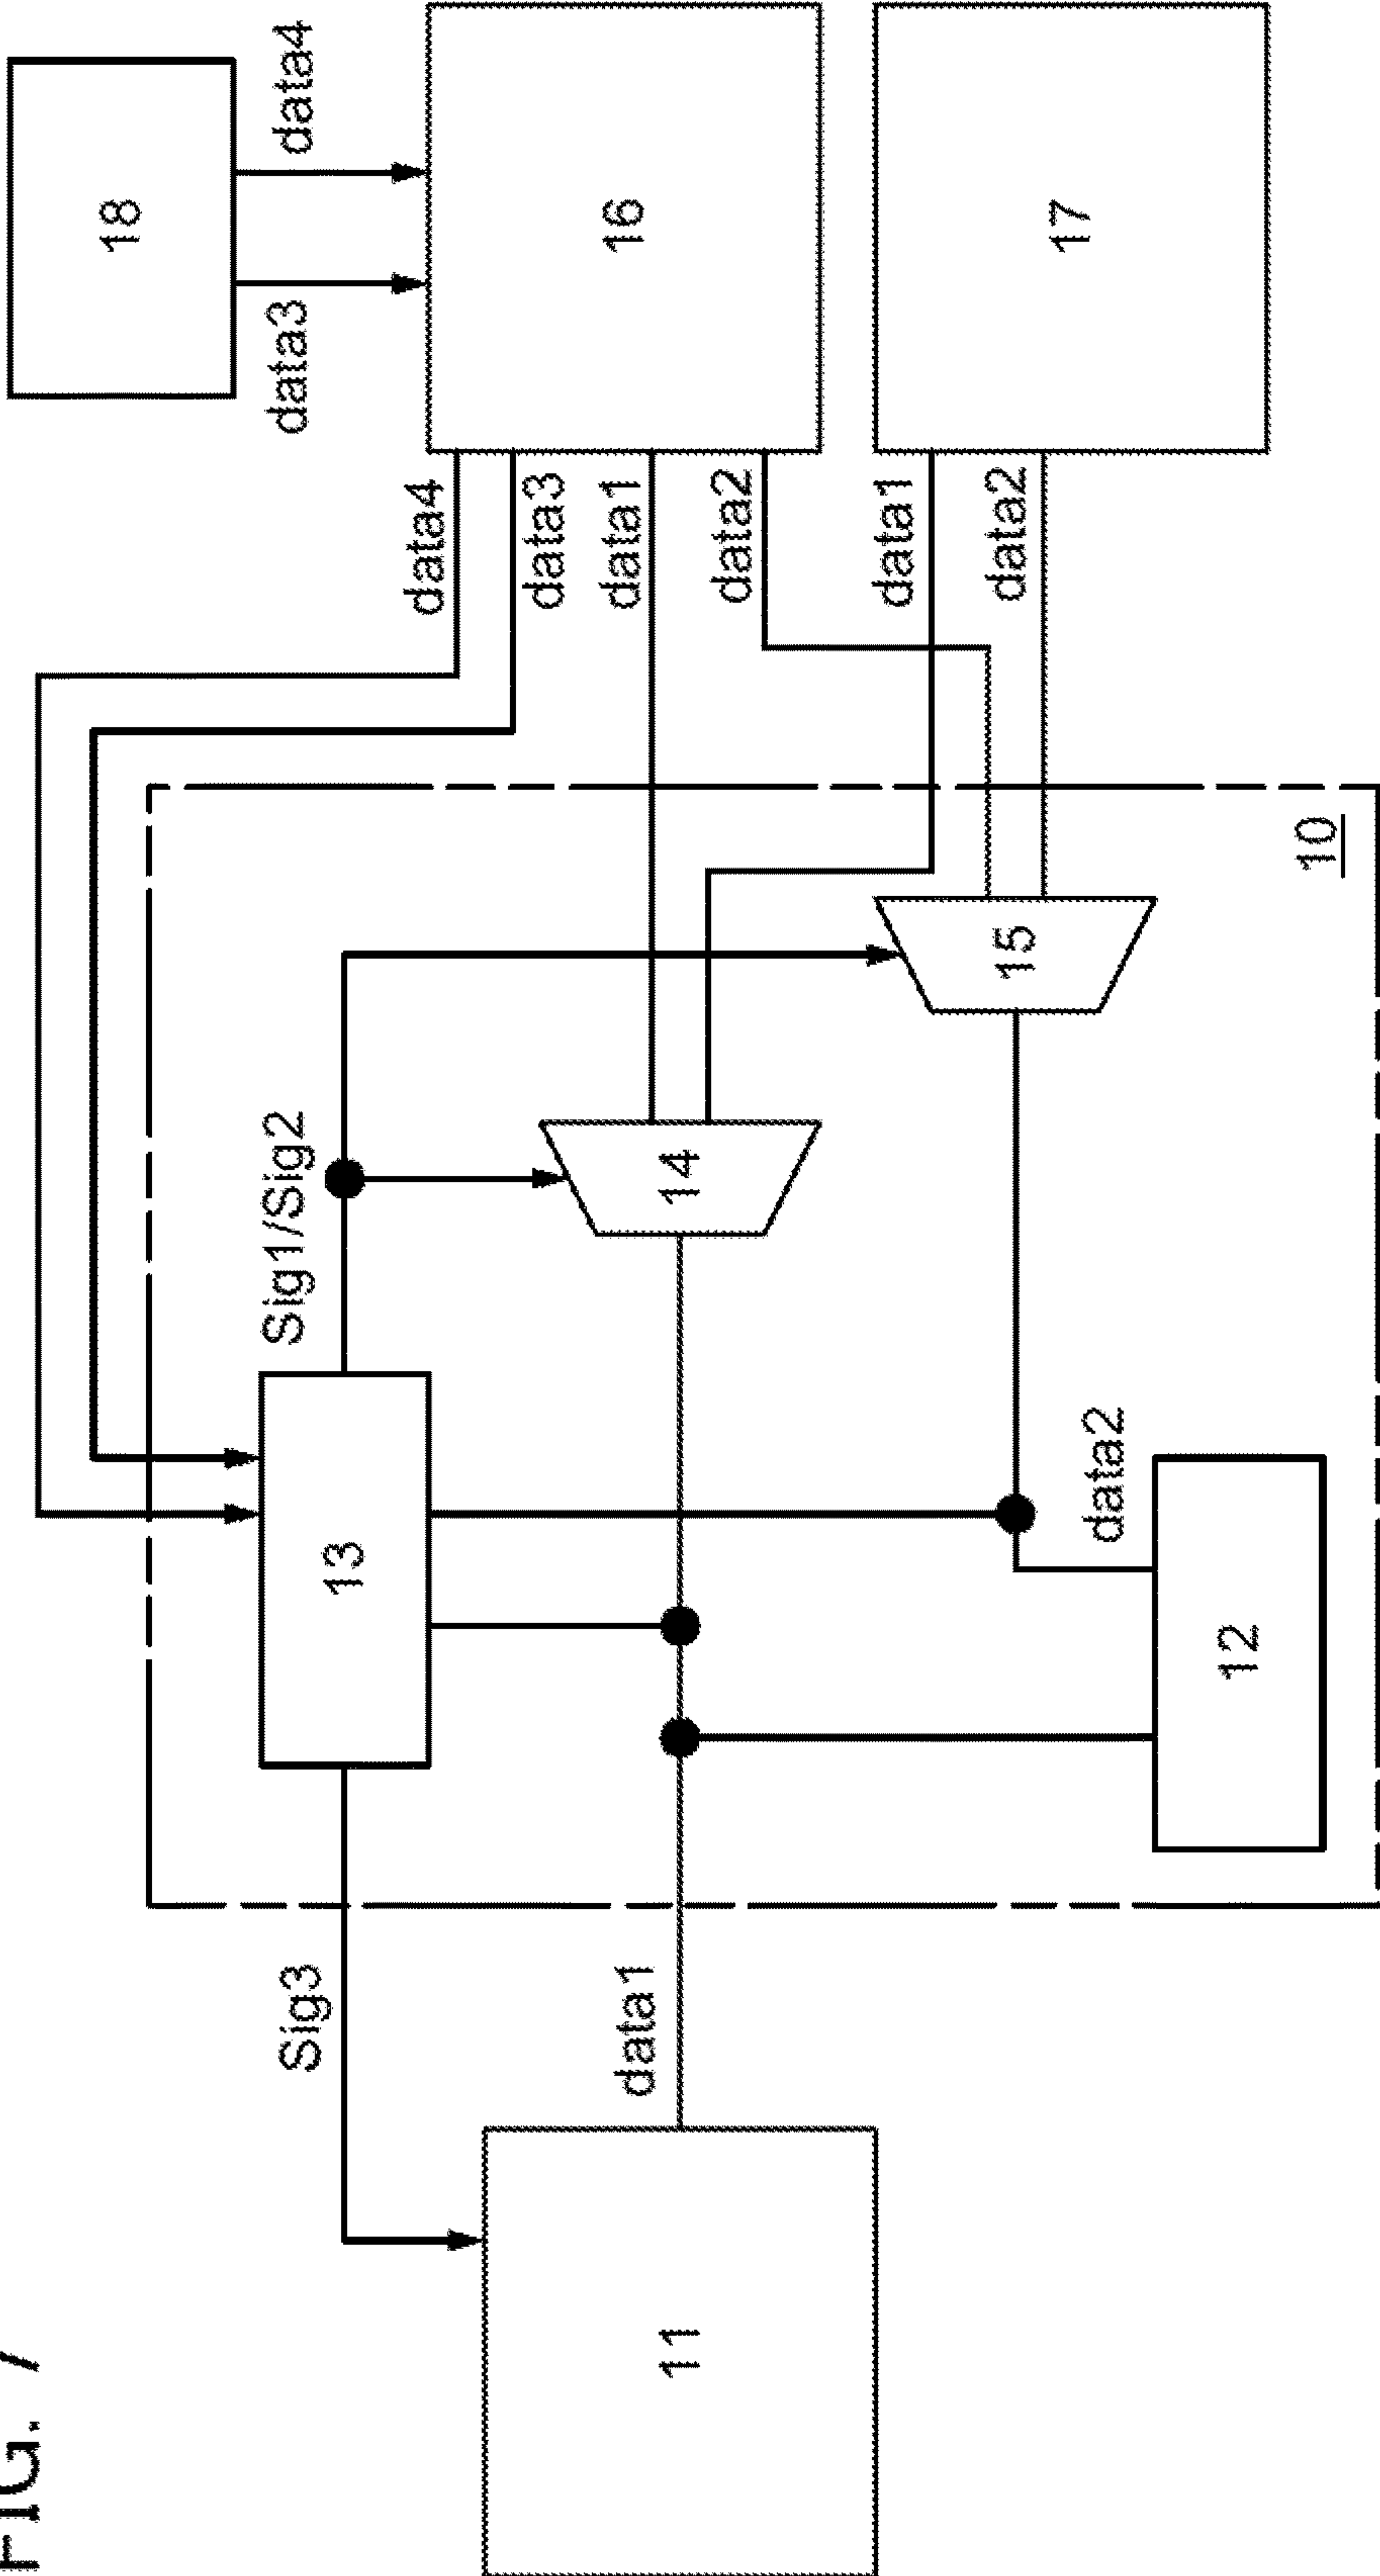 FIG.
18
Sig3
Sig1/Sig2
data3
data4
13
data4
data3
data1
data1
16
11
14
data2
data1
15
data2
17
data2
12
10